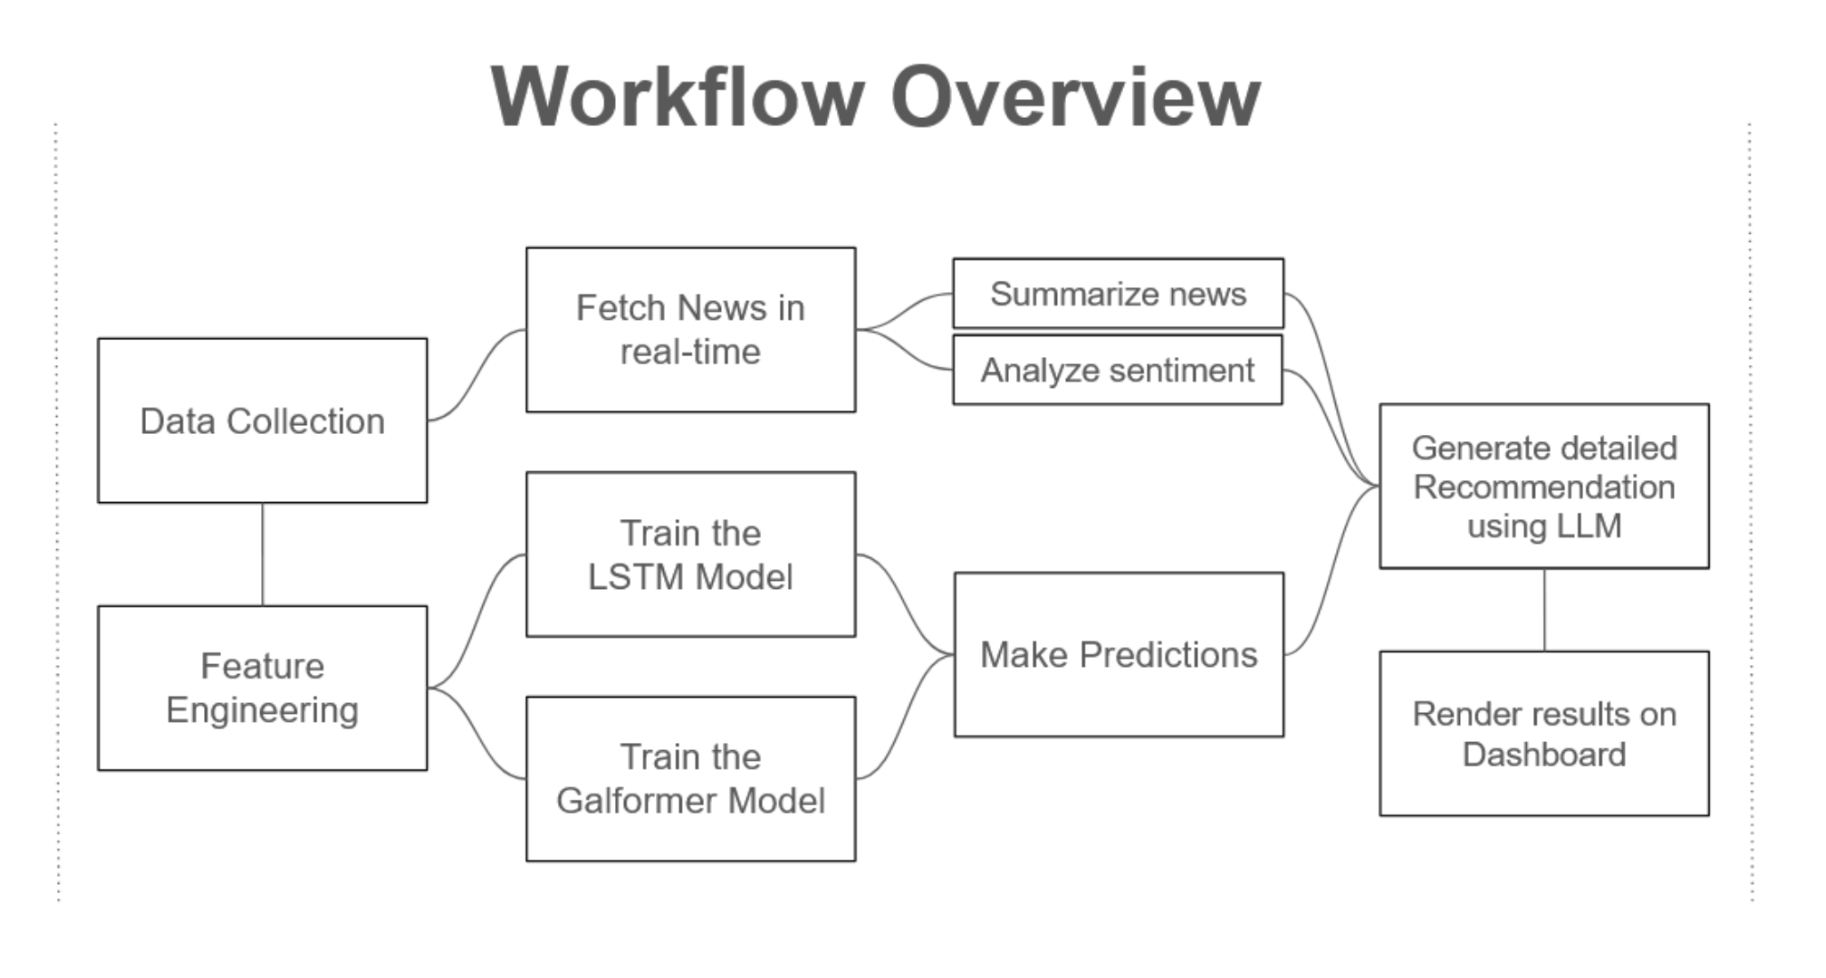 Workflow Overview
Data Collection
Feature
Engineering
Fetch News in
real-time
Train the
LSTM Model
Train the
Galformer Model
Summarize news
Analyze sentiment
Make Predictions
Generate detailed
Recommendation
using LLM
Render results on
Dashboard